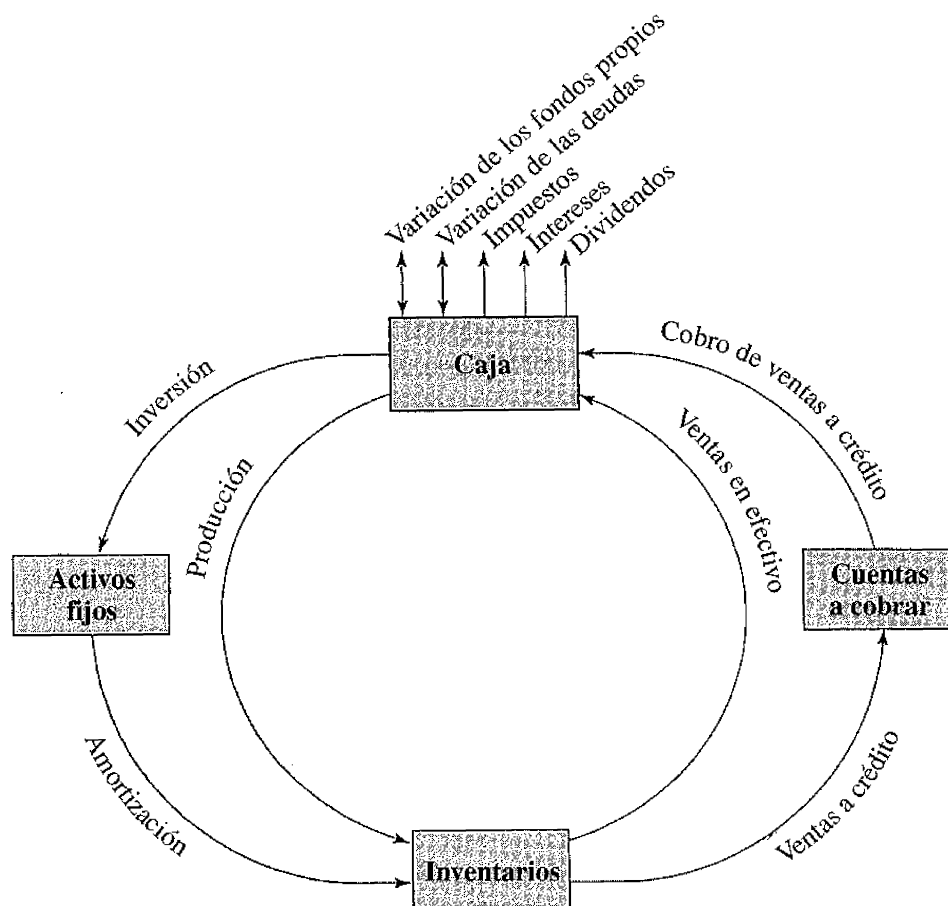 Variación de los fondos propios
Variación de las deudas
Impuestos
Intereses
Dividendos
Caja
Inversión
Producción
Cobro de ventas a crédito
Ventas en efectivo
Activos
fijos
Cuentas
a cobrar
Amortización
Inventarios
Ventas a crédito